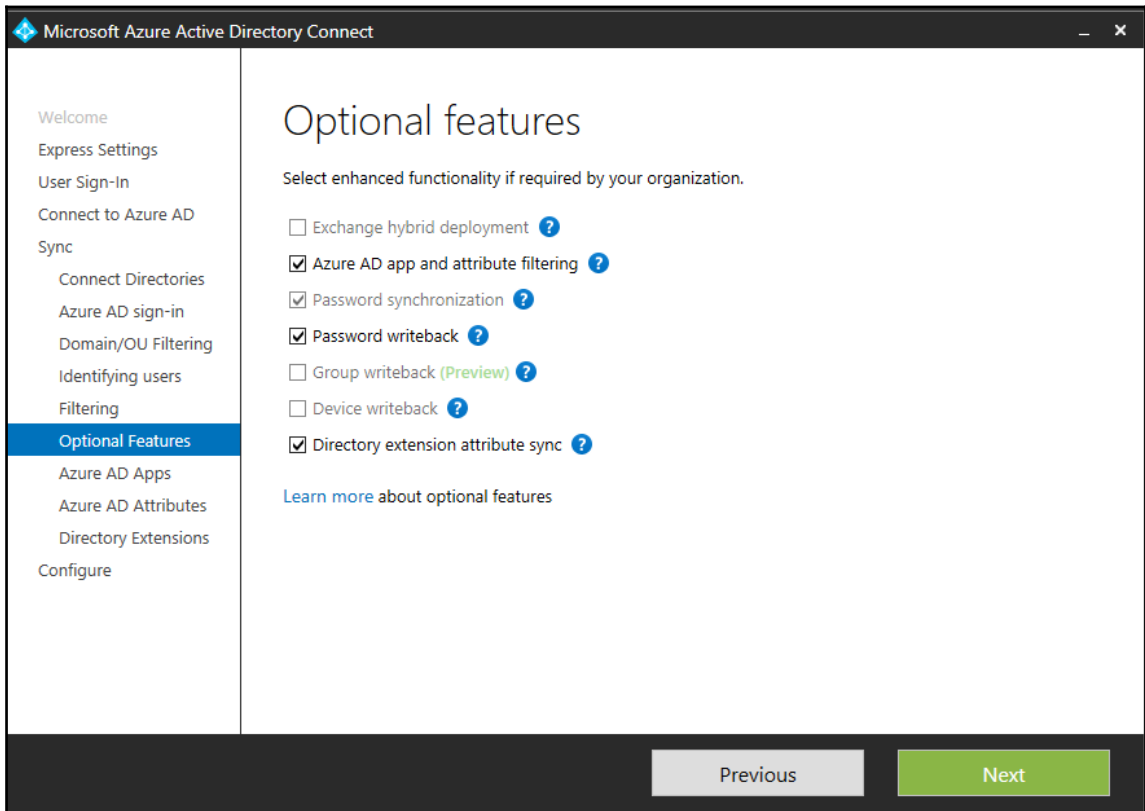 Microsoft Azure Active Directory Connect
Welcome
Express Settings
User Sign-In
Connect to Azure AD
Sync
Connect Directories
Azure AD sign-in
Domain/OU Filtering
Identifying users
Filtering
Optional Features
Azure AD Apps
Azure AD Attributes
Directory Extensions
Configure
Optional features
Select enhanced functionality if required by your organization.
Exchange hybrid deployment ?
Azure AD app and attribute filtering ?
Password synchronization ?
Password writeback ?
Group writeback (Preview) ?
Device writeback ?
Directory extension attribute sync ?
Learn more about optional features
Previous
Next